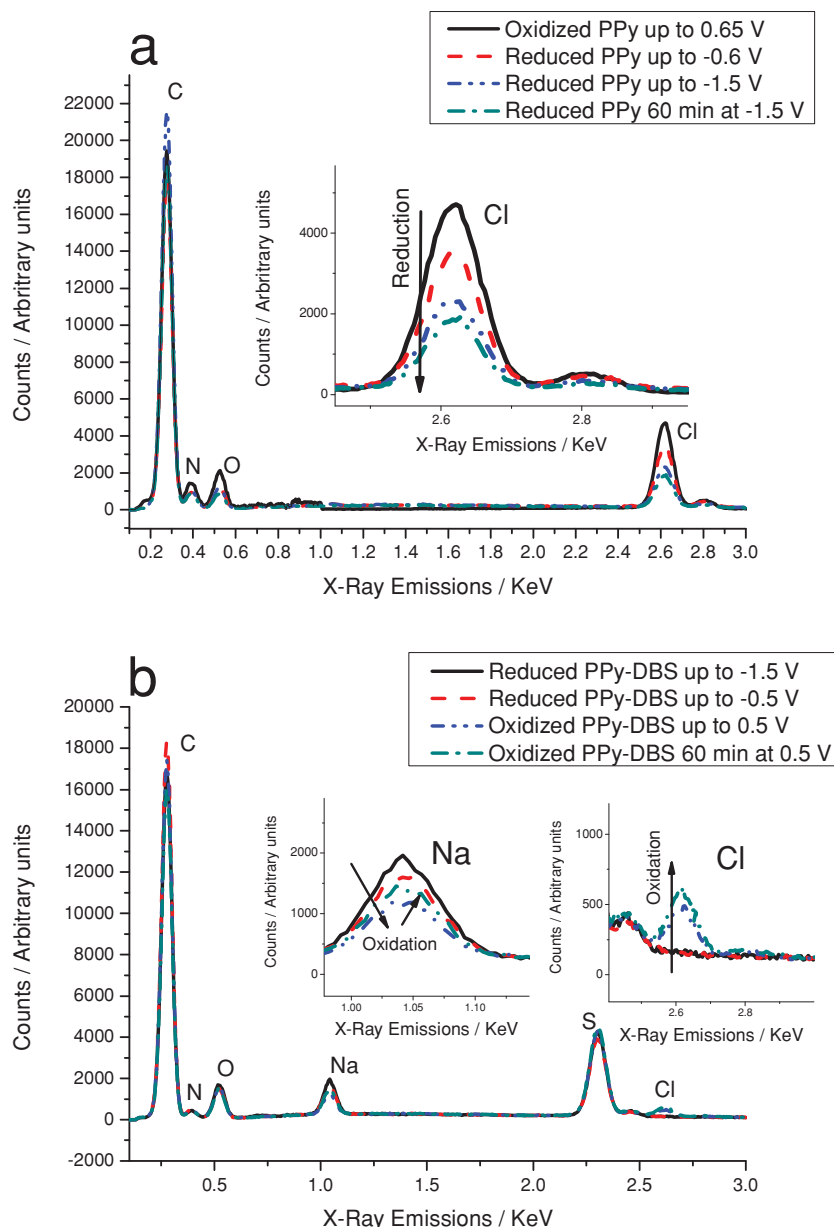 a
Oxidized PPy up to 0.65 V
Reduced PPy up to -0.6 V
Reduced PPy up to -1.5 V
Reduced PPy 60 min at -1.5 V
Counts / Arbritrary units
22000
20000
18000
16000
14000
12000
10000
8000
6000
4000
2000
0
C
N
O
Cl
Counts / Arbritrary units
4000
2000
0
Reduction
Cl
2.6
2.8
X-Ray Emissions / KeV
0.2 0.4 0.6 0.8 1.0 1.2 1.4 1.6 1.8 2.0 2.2 2.4 2.6 2.8 3.0
X-Ray Emissions / KeV
b
Reduced PPy-DBS up to -1.5 V
Reduced PPy-DBS up to -0.5 V
Oxidized PPy-DBS up to 0.5 V
Oxidized PPy-DBS 60 min at 0.5 V
Counts / Arbitrary units
20000
18000
16000
14000
12000
10000
8000
6000
4000
2000
0
-2000
C
N
O
Na
S
Cl
Counts / Arbitrary units
2000
1000
0
Na
Oxidation
1.00 1.05 1.10
X-Ray Emissions / KeV
Counts / Arbitrary units
1000
500
0
Oxidation
Cl
2.6 2.8
X-Ray Emissions / KeV
0.5 1.0 1.5 2.0 2.5 3.0
X-Ray Emissions / KeV